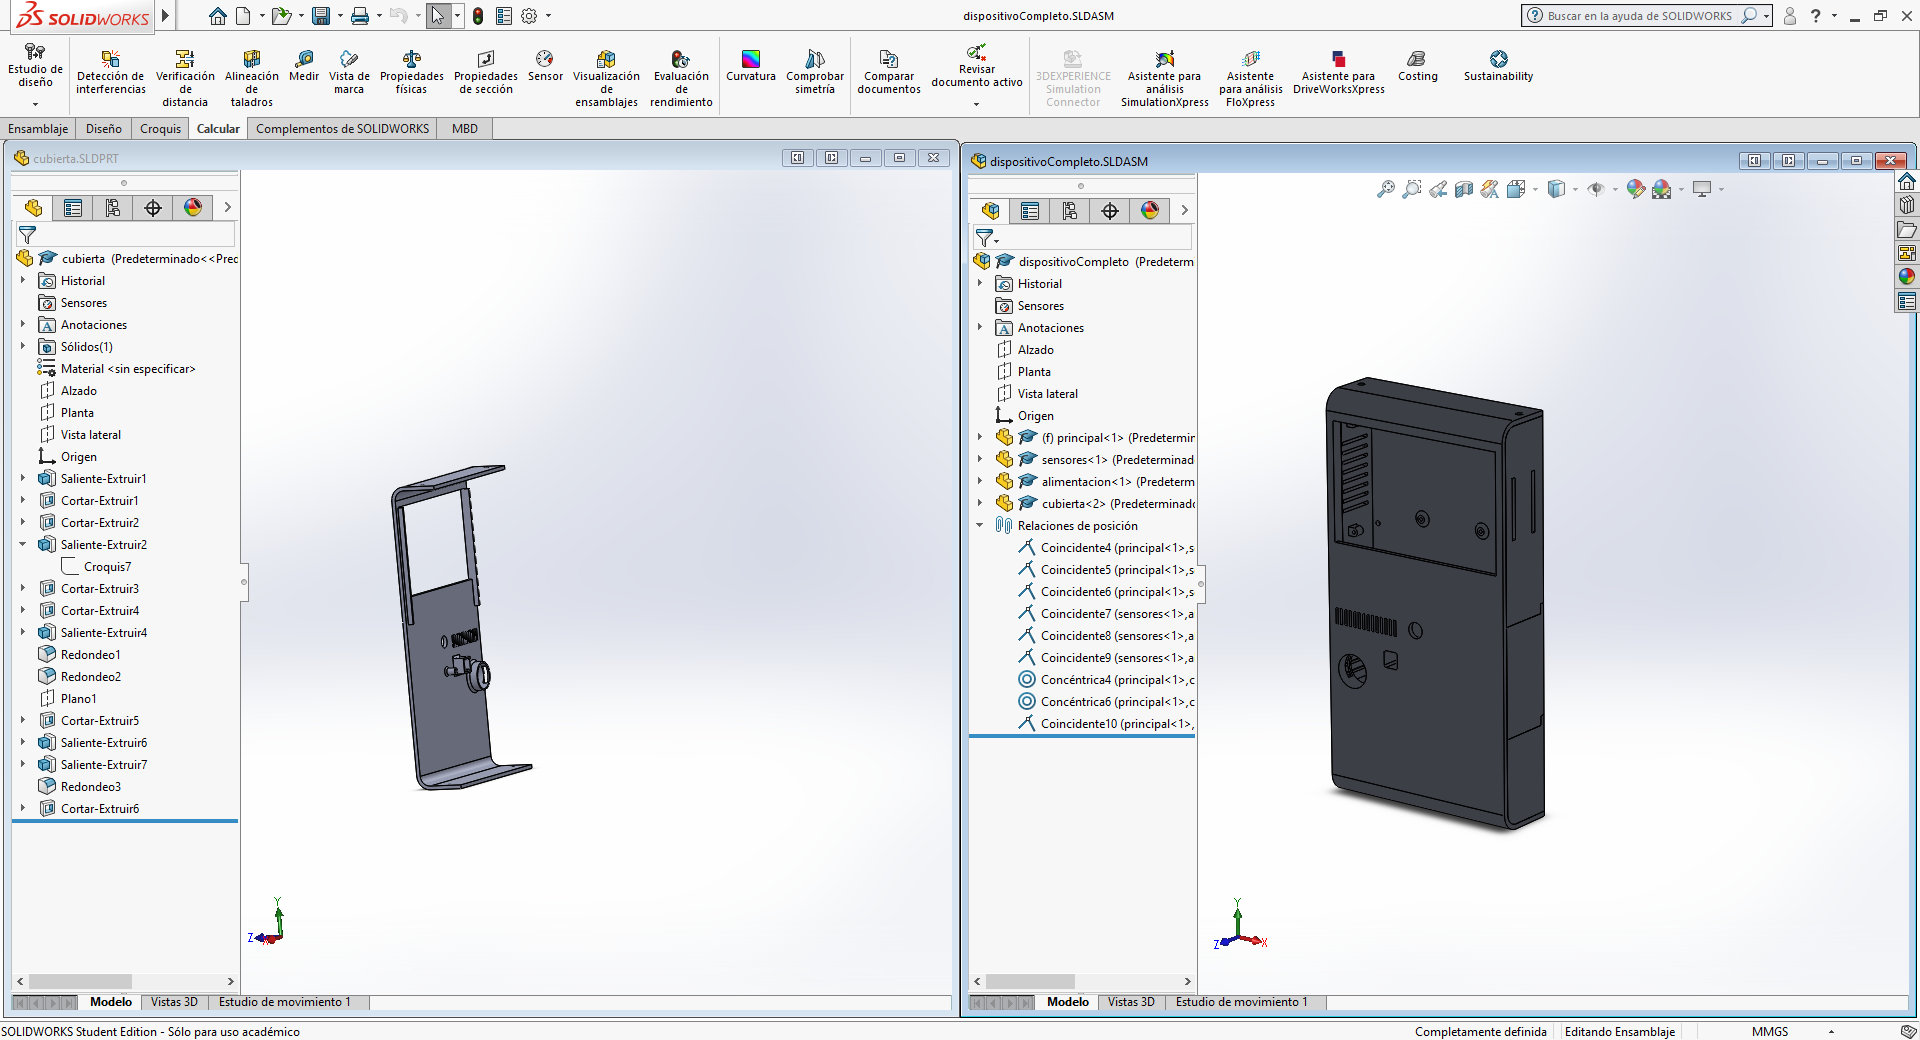 SOLIDWORKS
dispositivoCompleto.SLDASM
Buscar en la ayuda de SOLIDWORKS
Estudio de diseño
Detección de interferencias
Verificación de distancia
Alineación de taladros
Medir
Vista de marca
Propiedades físicas
Propiedades de sección
Sensor
Visualización de ensamblajes
Evaluación de rendimiento
Curvatura
Comprobar simetría
Comparar documentos
Revisar documento activo
3DEXPERIENCE Simulation Connector
Asistente para análisis SimulationXpress
Asistente para análisis FloXpress
Asistente para DriveWorksXpress
Costing
Sustainability
Ensamblaje
Diseño
Croquis
Calcular
Complementos de SOLIDWORKS
MBD
cubierta.SLDPRT
cubierta (Predeterminado<<Pred
Historial
Sensores
Anotaciones
Sólidos(1)
Material <sin especificar>
Alzado
Planta
Vista lateral
Origen
Saliente-Extruir1
Cortar-Extruir1
Cortar-Extruir2
Saliente-Extruir2
Croquis7
Cortar-Extruir3
Cortar-Extruir4
Saliente-Extruir4
Redondeo1
Redondeo2
Plano1
Cortar-Extruir5
Saliente-Extruir6
Saliente-Extruir7
Redondeo3
Cortar-Extruir6
Y
Z
X
Modelo
Vistas 3D
Estudio de movimiento 1
dispositivoCompleto.SLDASM
dispositivoCompleto (Predeterm
Historial
Sensores
Anotaciones
Alzado
Planta
Vista lateral
Origen
(f) principal<1> (Predetermin
sensores<1> (Predeterminad
alimentacion<1> (Predeterm
cubierta<2> (Predeterminado
Relaciones de posición
Coincidente4 (principal<1>,s
Coincidente5 (principal<1>,s
Coincidente6 (principal<1>,s
Coincidente7 (sensores<1>,a
Coincidente8 (sensores<1>,a
Coincidente9 (sensores<1>,a
Concéntrica4 (principal<1>,c
Concéntrica6 (principal<1>,c
Coincidente10 (principal<1>,
Y
Z
X
Modelo
Vistas 3D
Estudio de movimiento 1
SOLIDWORKS Student Edition - Sólo para uso académico
Completamente definida
Editando Ensamblaje
MMGS